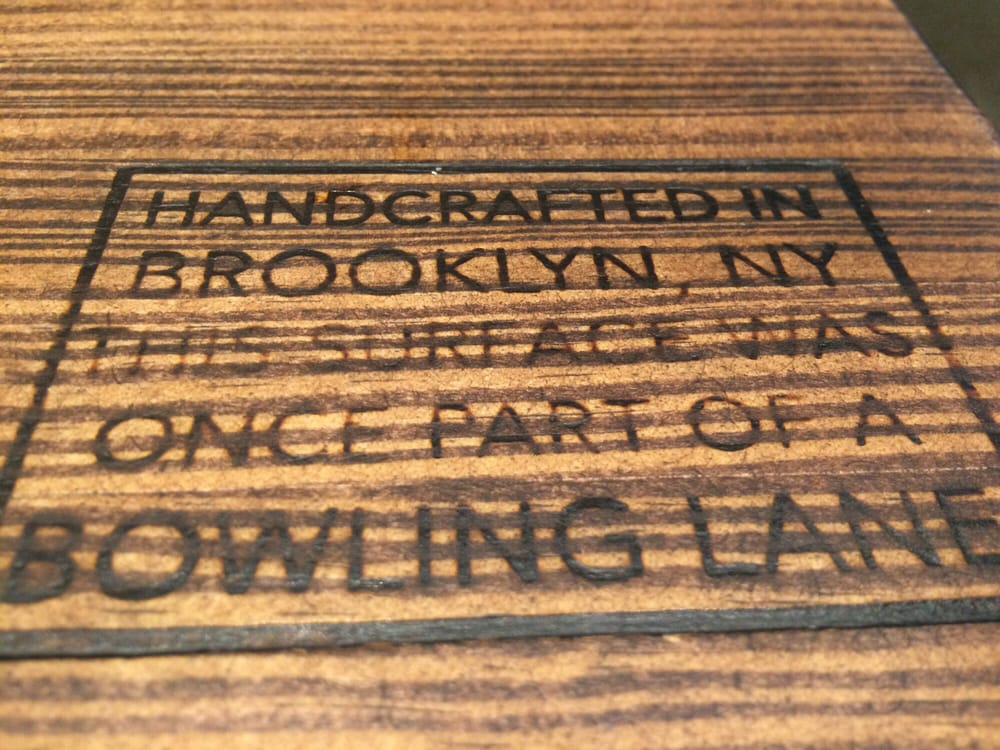 HANDCRAFTED IN
BROOKLYN, NY
THIS SURFACE WAS
ONCE PART OF A
BOWLING LANE